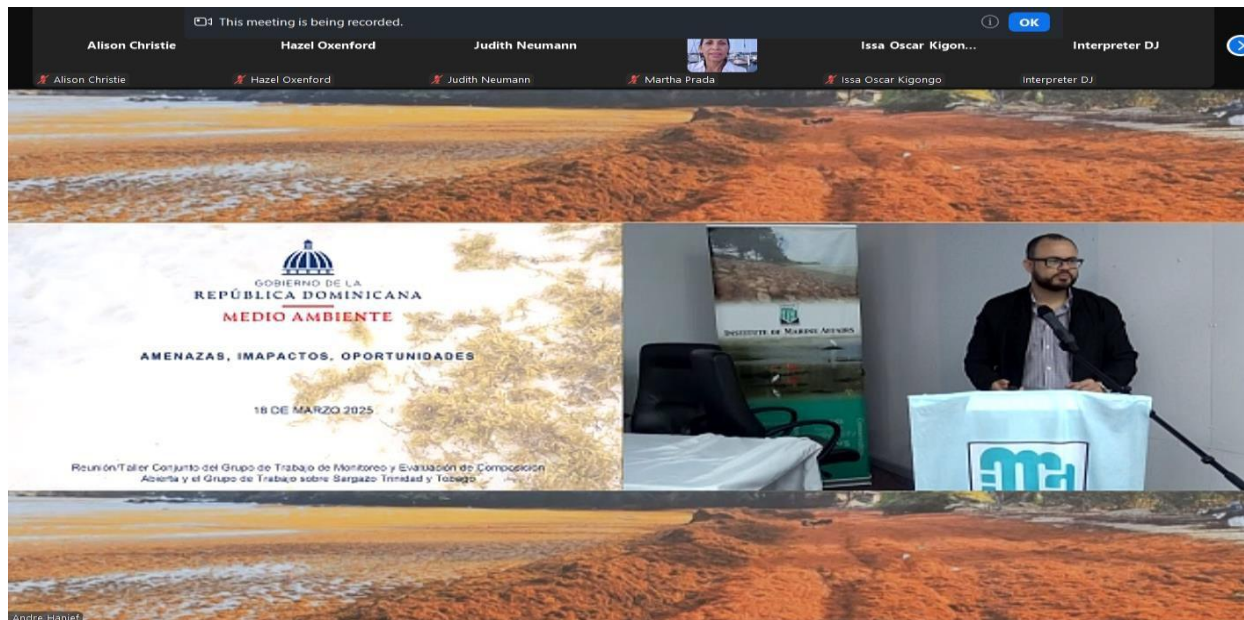 This meeting is being recorded.
OK
Alison Christie
Hazel Oxenford
Judith Neumann
Issa Oscar Kigon...
Interpreter DJ
Alison Christie
Hazel Oxenford
Judith Neumann
Martha Prada
Issa Oscar Kigongo
Interpreter DJ
GOBIERNO DE LA
REPÚBLICA DOMINICANA
MEDIO AMBIENTE
AMENAZAS, IMAPACTOS, OPORTUNIDADES
18 DE MARZO 2025
Reunión/Taller Conjunto del Grupo de Trabajo de Monitoreo y Evaluación de Composición
Abierta y el Grupo de Trabajo sobre Sargazo Trinidad y Tobago
INSTITUTE OF MARINE AFFAIRS
Andre Hanief